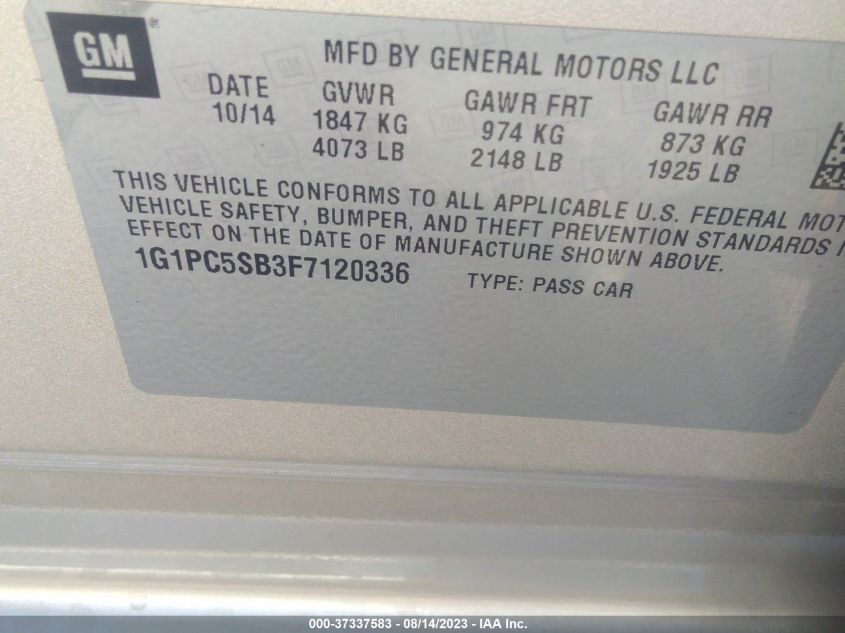 GM
MFD BY GENERAL MOTORS LLC
DATE GVWR GAWR FRT GAWR RR
10/14 1847 KG 974 KG 873 KG
4073 LB 2148 LB 1925 LB
THIS VEHICLE CONFORMS TO ALL APPLICABLE U.S. FEDERAL MOT
VEHICLE SAFETY, BUMPER, AND THEFT PREVENTION STANDARDS I
EFFECT ON THE DATE OF MANUFACTURE SHOWN ABOVE.
1G1PC5SB3F7120336 TYPE: PASS CAR
000-37337583 - 08/14/2023 - IAA Inc.